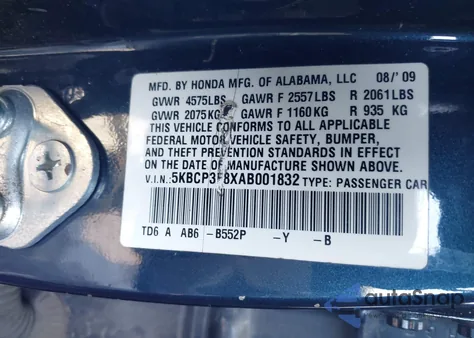 MFD. BY HONDA MFG. OF ALABAMA, LLC 08/'09
GVWR 4575LBS GAWR F 2557LBS R 2061LBS
GVWR 2075KG GAWR F 1160KG R 935 KG
THIS VEHICLE CONFORMS TO ALL APPLICABLE
FEDERAL MOTOR VEHICLE SAFETY, BUMPER,
AND THEFT PREVENTION STANDARDS IN EFFECT
ON THE DATE OF MANUFACTURE SHOWN ABOVE.
V.I.N.: 5KBCP3F8XAB001832 TYPE: PASSENGER CAR
TD6 A AB6 -B552P -Y -B
autoSnap